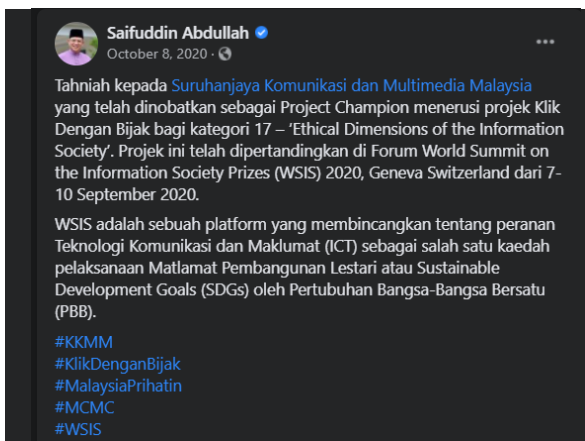 Saifuddin Abdullah
October 8, 2020 ·
Tahniah kepada Suruhanjaya Komunikasi dan Multimedia Malaysia
yang telah dinobatkan sebagai Project Champion menerusi projek Klik
Dengan Bijak bagi kategori 17 – ‘Ethical Dimensions of the Information
Society’. Projek ini telah dipertandingkan di Forum World Summit on
the Information Society Prizes (WSIS) 2020, Geneva Switzerland dari 7-
10 September 2020.
WSIS adalah sebuah platform yang membincangkan tentang peranan
Teknologi Komunikasi dan Maklumat (ICT) sebagai salah satu kaedah
pelaksanaan Matlamat Pembangunan Lestari atau Sustainable
Development Goals (SDGs) oleh Pertubuhan Bangsa-Bangsa Bersatu
(PBB).
#KKMM
#KlikDenganBijak
#MalaysiaPrihatin
#MCMC
#WSIS